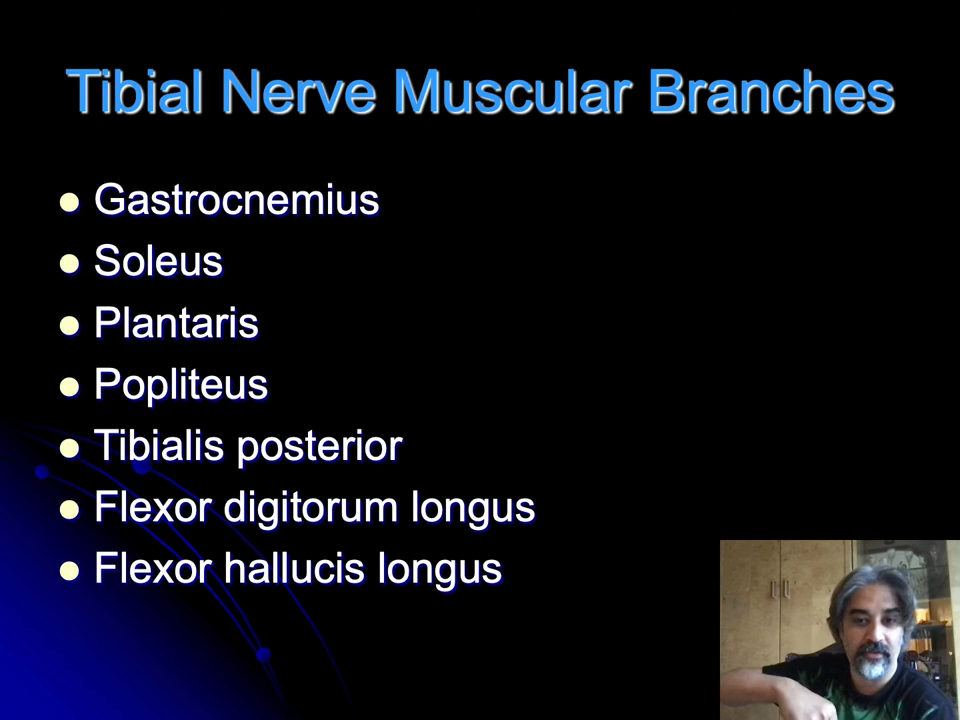 Tibial Nerve Muscular Branches
Gastrocnemius
Soleus
Plantaris
Popliteus
Tibialis posterior
Flexor digitorum longus
Flexor hallucis longus